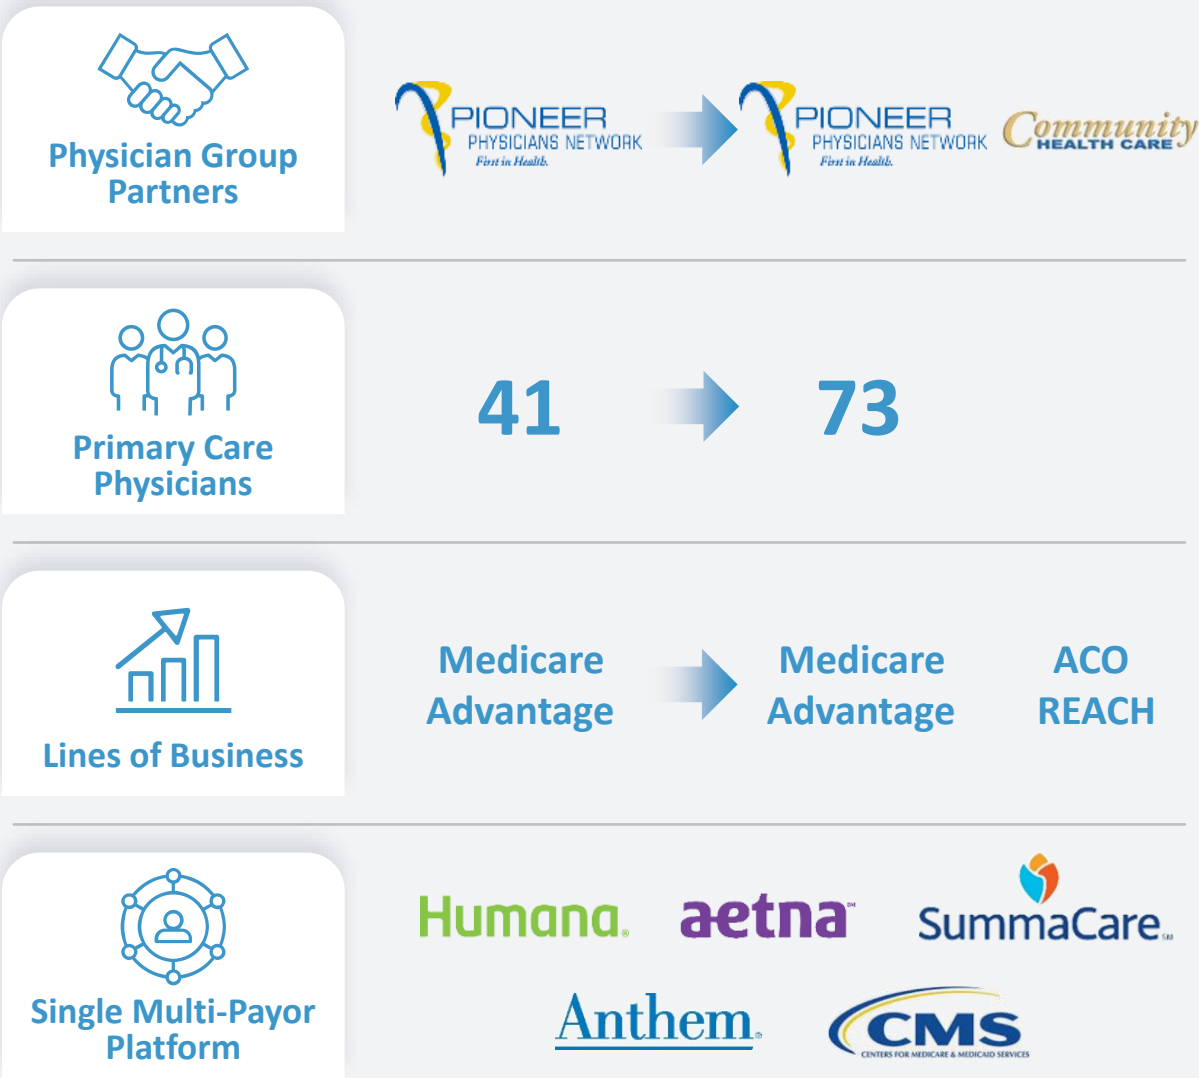 Physician Group
Partners
PIONEER
PHYSICIANS NETWORK
First in Health.
PIONEER
PHYSICIANS NETWORK
First in Health.
Community
HEALTH CARE
Primary Care
Physicians
41
73
Lines of Business
Medicare
Advantage
Medicare
Advantage
ACO
REACH
Single Multi-Payor
Platform
Humana.
aetna™
SummaCare℠
Anthem.
CMS
CENTERS FOR MEDICARE & MEDICAID SERVICES